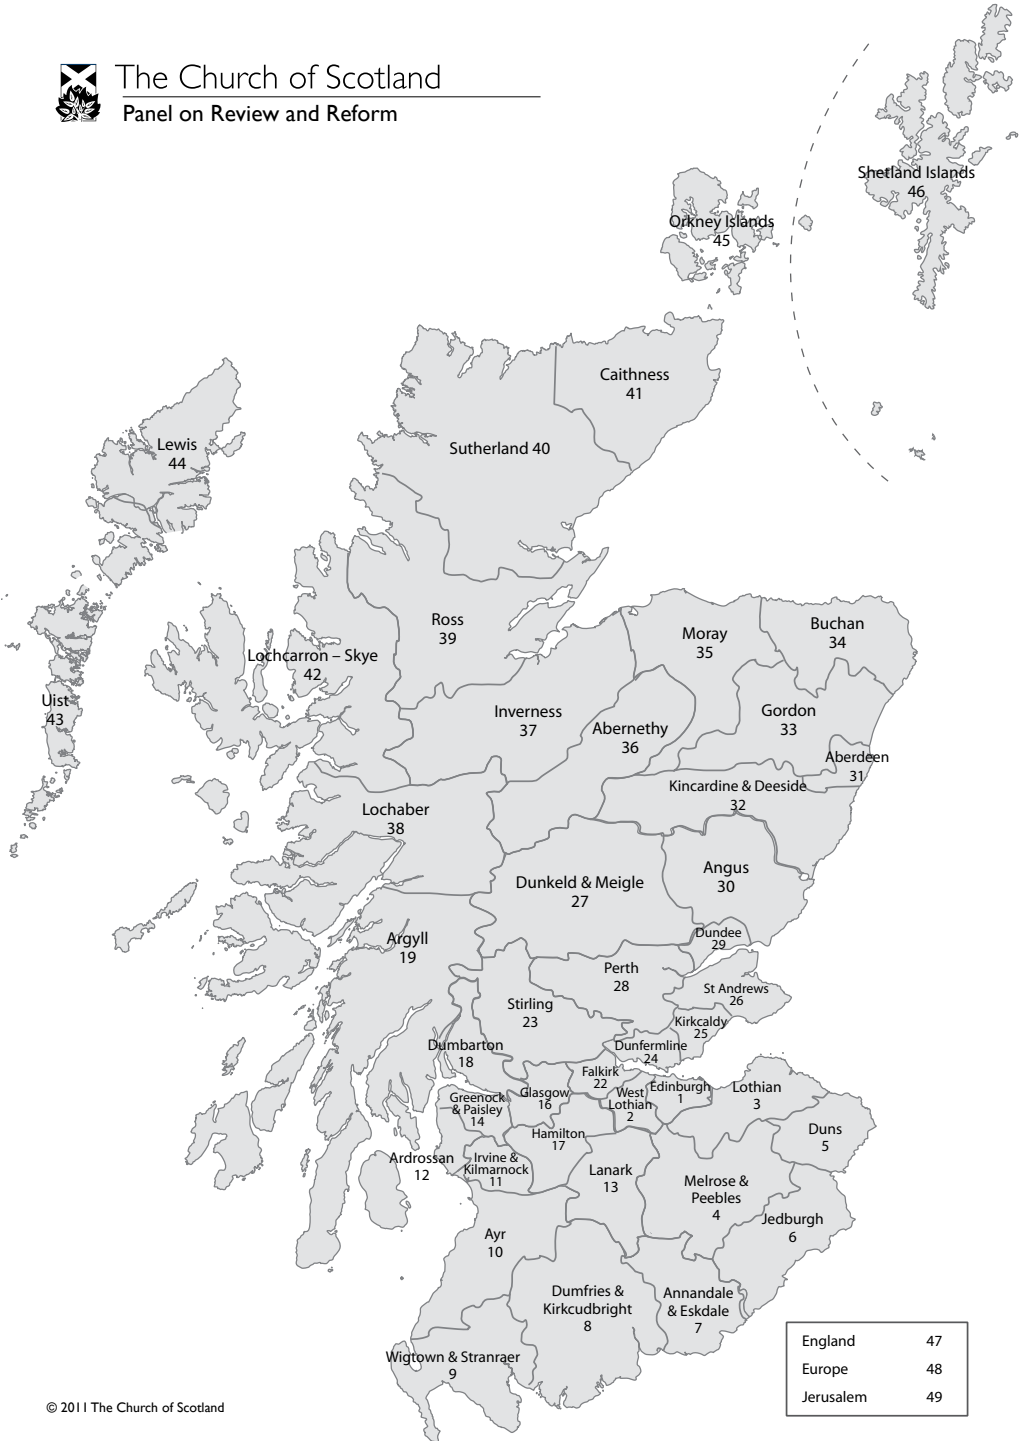 The Church of Scotland
Panel on Review and Reform
Shetland Islands
46
Orkney Islands
45
Caithness
41
Sutherland 40
Lewis
44
Ross
39
Moray
35
Buchan
34
Lochcarron – Skye
42
Uist
43
Inverness
37
Abernethy
36
Gordon
33
Aberdeen
31
Kincardine & Deeside
32
Lochaber
38
Dunkeld & Meigle
27
Angus
30
Dundee
29
Argyll
19
Perth
28
St Andrews
26
Stirling
23
Kirkcaldy
25
Dunfermline
24
Dumbarton
18
Falkirk
22
Glasgow
16
West
Lothian
2
Edinburgh
1
Lothian
3
Greenock
& Paisley
14
Hamilton
17
Duns
5
Ardrossan
12
Irvine &
Kilmarnock
11
Lanark
13
Melrose &
Peebles
4
Jedburgh
6
Ayr
10
Dumfries &
Kirkcudbright
8
Annandale
& Eskdale
7
Wigtown & Stranraer
9
England 47
Europe 48
Jerusalem 49
© 2011 The Church of Scotland